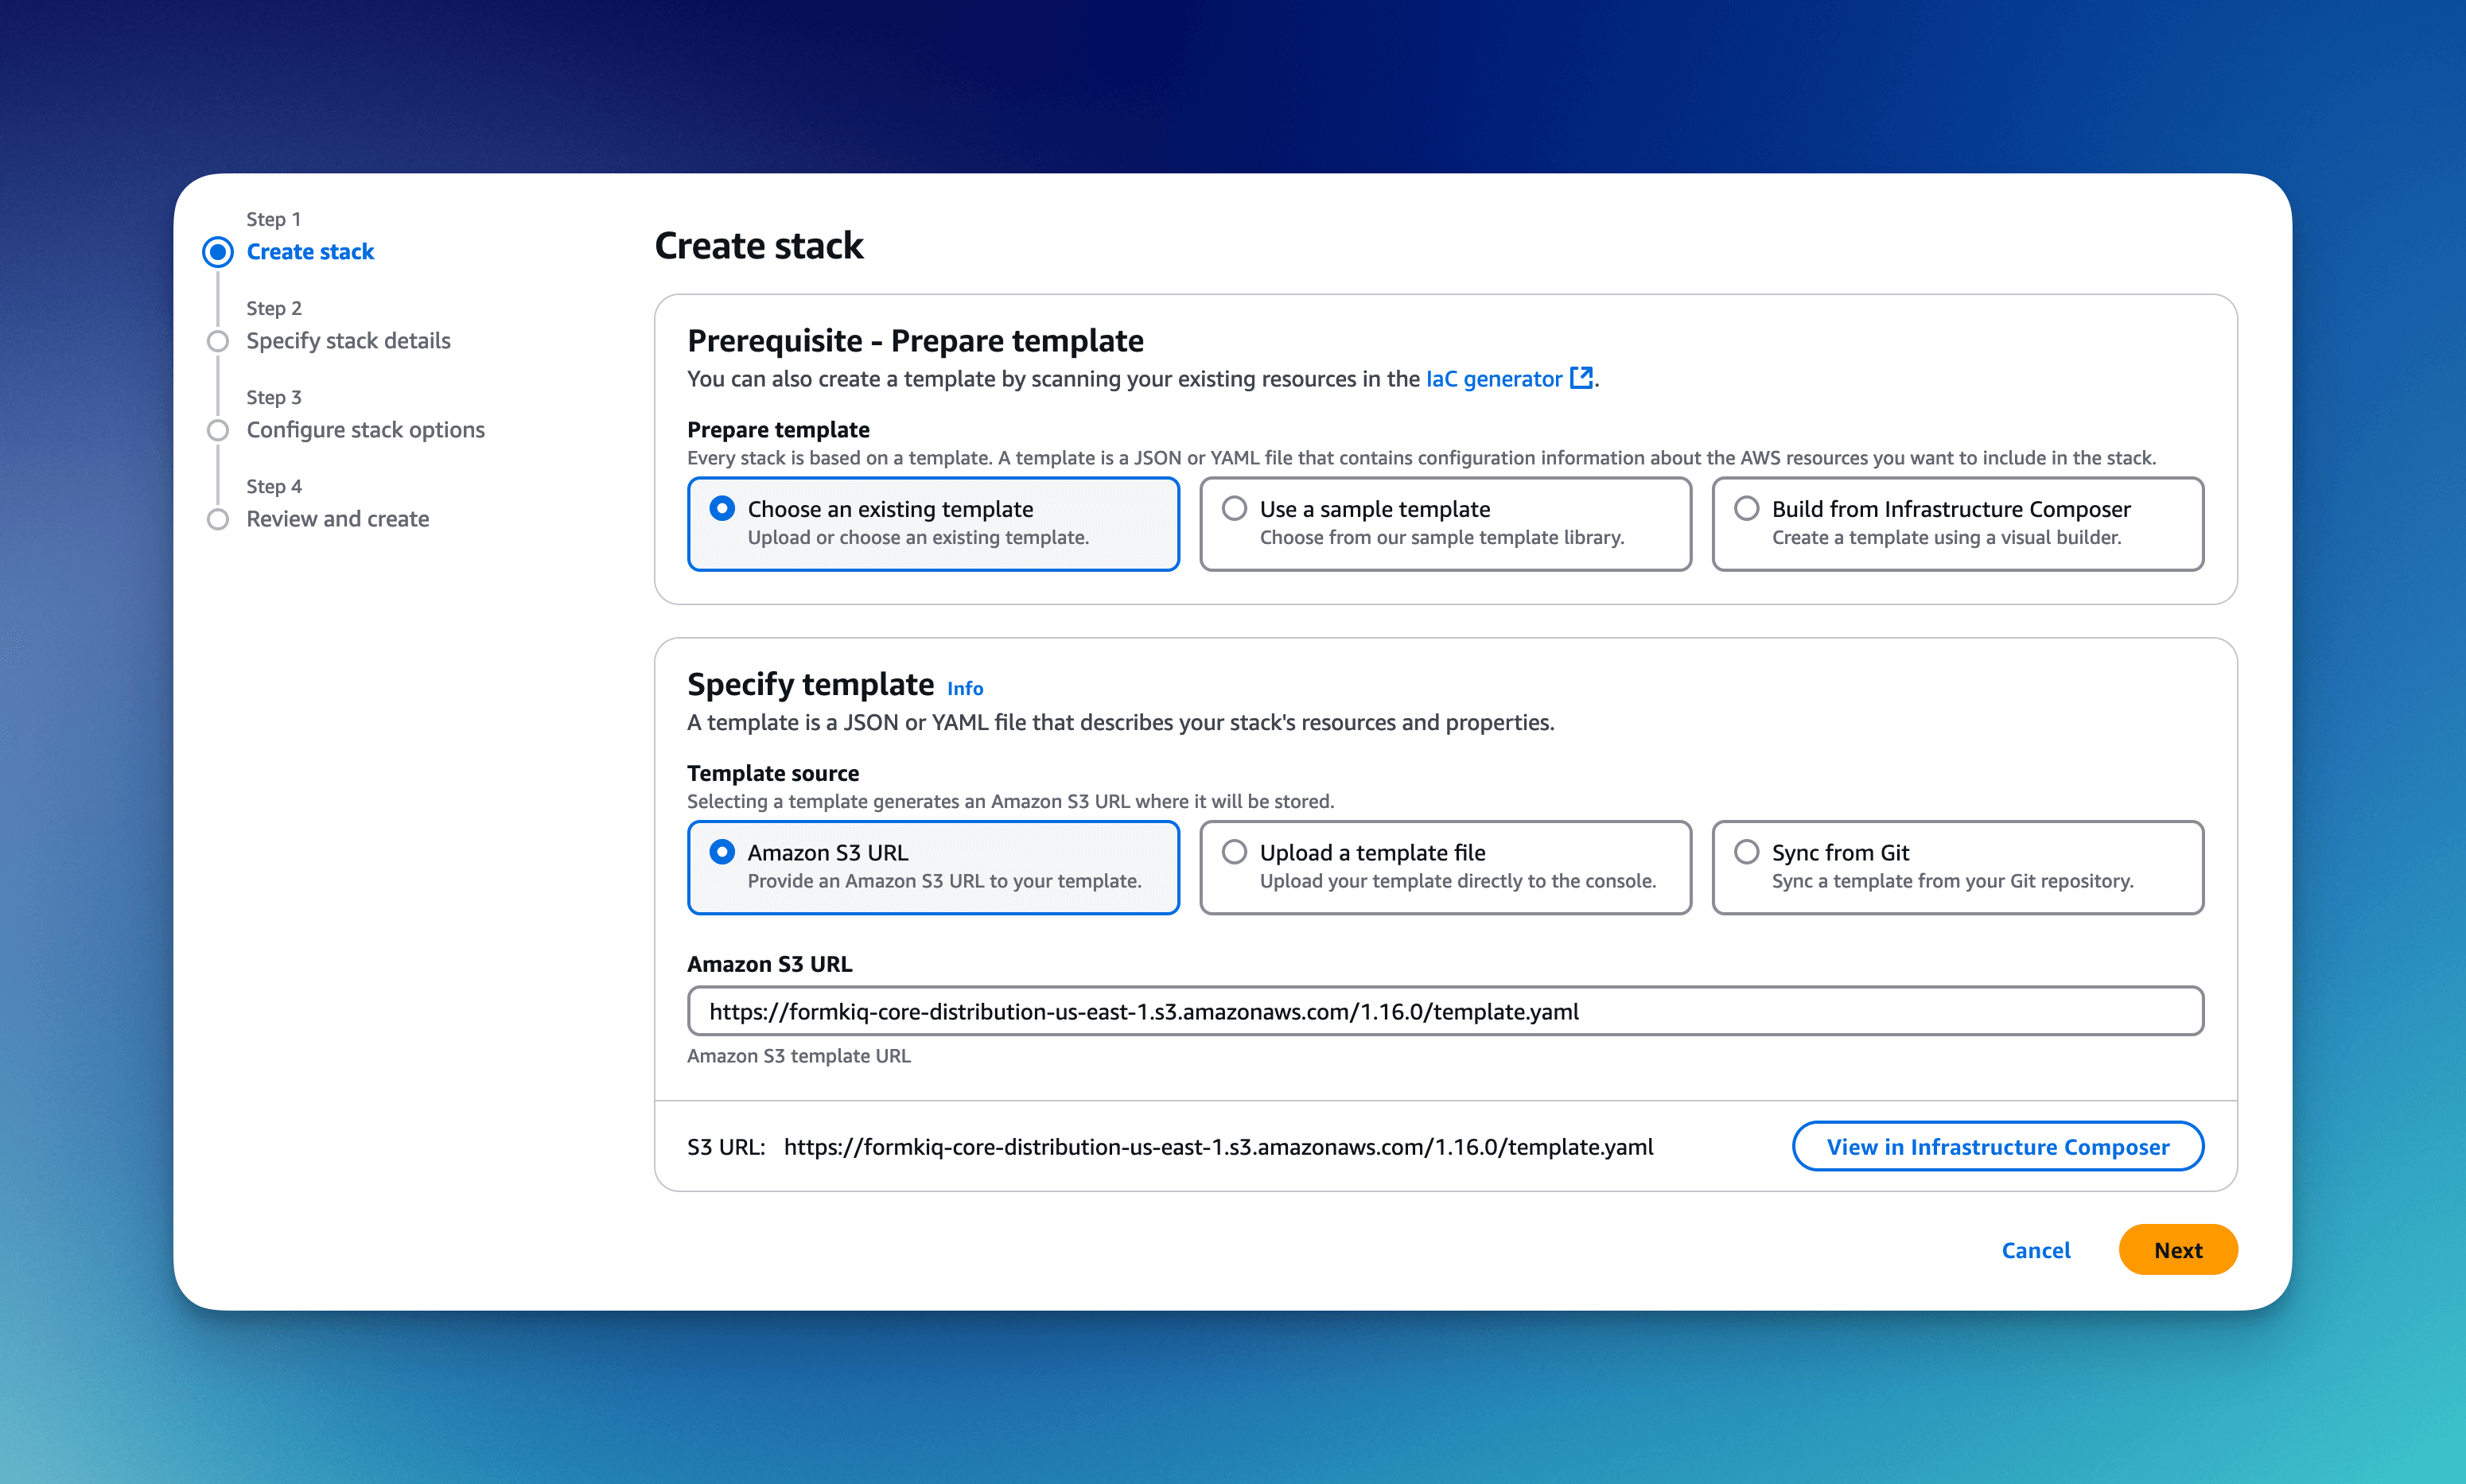 Step 1
Create stack
Step 2
Specify stack details
Step 3
Configure stack options
Step 4
Review and create
Create stack
Prerequisite - Prepare template
You can also create a template by scanning your existing resources in the IaC generator.
Prepare template
Every stack is based on a template. A template is a JSON or YAML file that contains configuration information about the AWS resources you want to include in the stack.
Choose an existing template
Upload or choose an existing template.
Use a sample template
Choose from our sample template library.
Build from Infrastructure Composer
Create a template using a visual builder.
Specify template Info
A template is a JSON or YAML file that describes your stack's resources and properties.
Template source
Selecting a template generates an Amazon S3 URL where it will be stored.
Amazon S3 URL
Provide an Amazon S3 URL to your template.
Upload a template file
Upload your template directly to the console.
Sync from Git
Sync a template from your Git repository.
Amazon S3 URL
https://formkiq-core-distribution-us-east-1.s3.amazonaws.com/1.16.0/template.yaml
Amazon S3 template URL
S3 URL: https://formkiq-core-distribution-us-east-1.s3.amazonaws.com/1.16.0/template.yaml
View in Infrastructure Composer
Cancel
Next